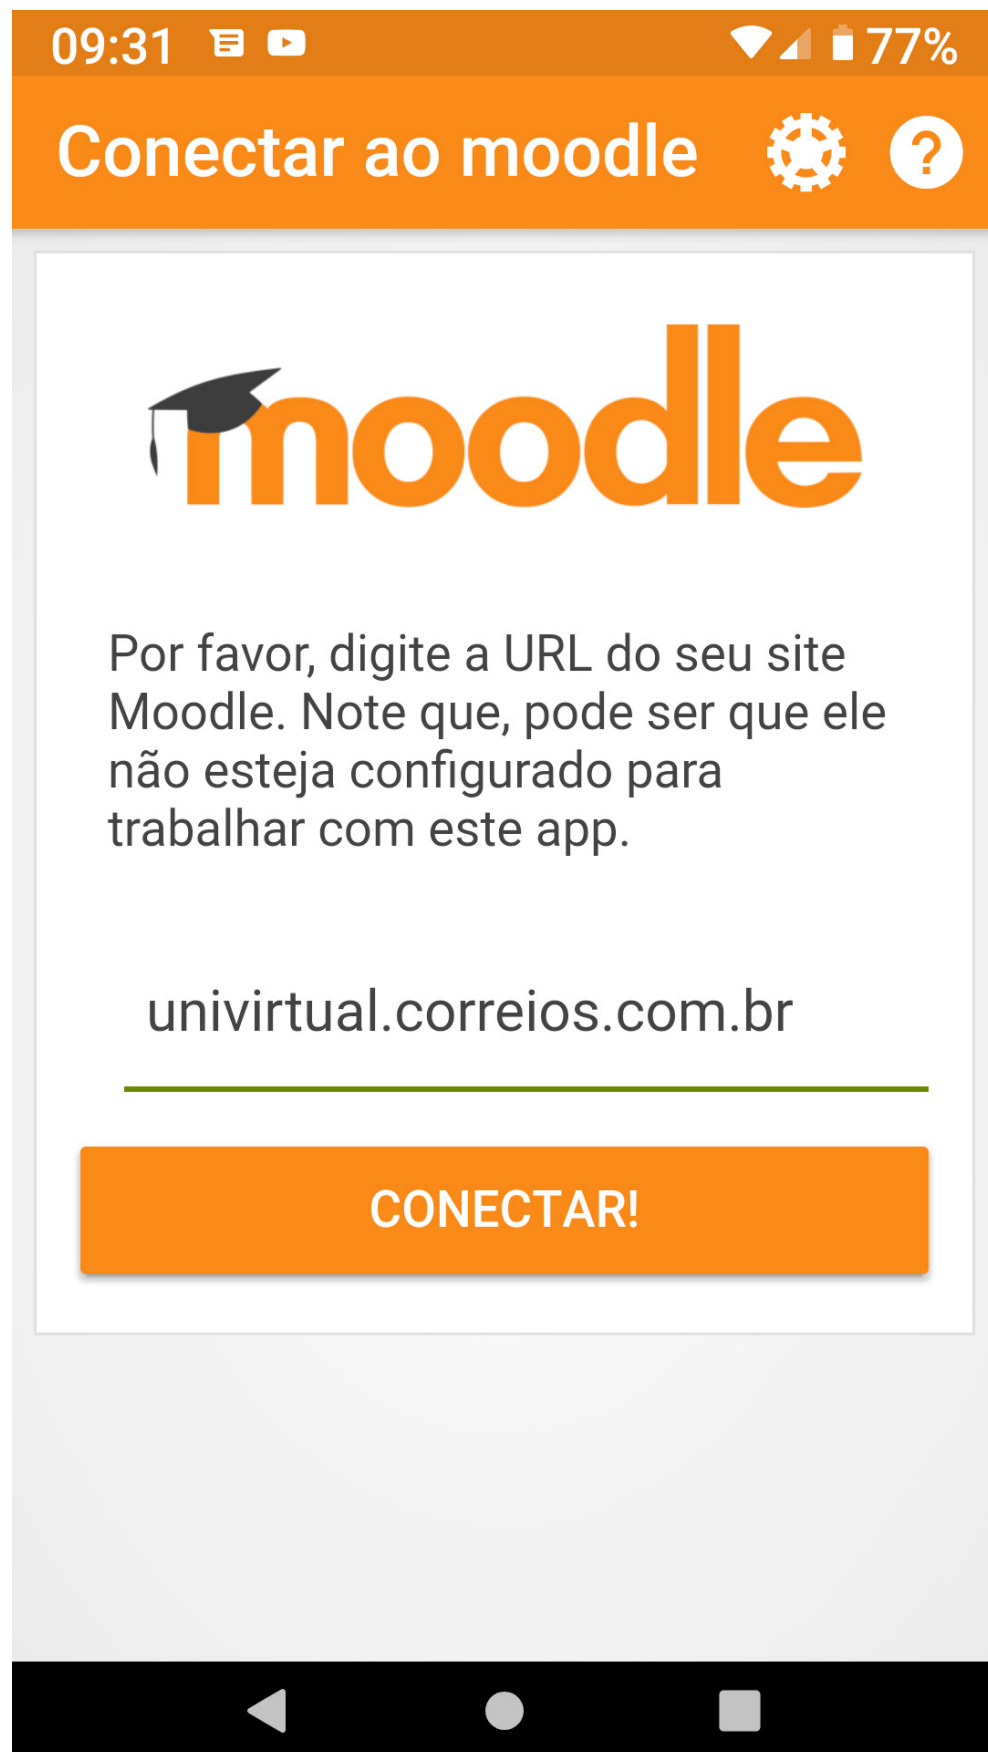 09:31 77%
Conectar ao moodle ?
moodle
Por favor, digite a URL do seu site
Moodle. Note que, pode ser que ele
não esteja configurado para
trabalhar com este app.
univirtual.correios.com.br
CONECTAR!